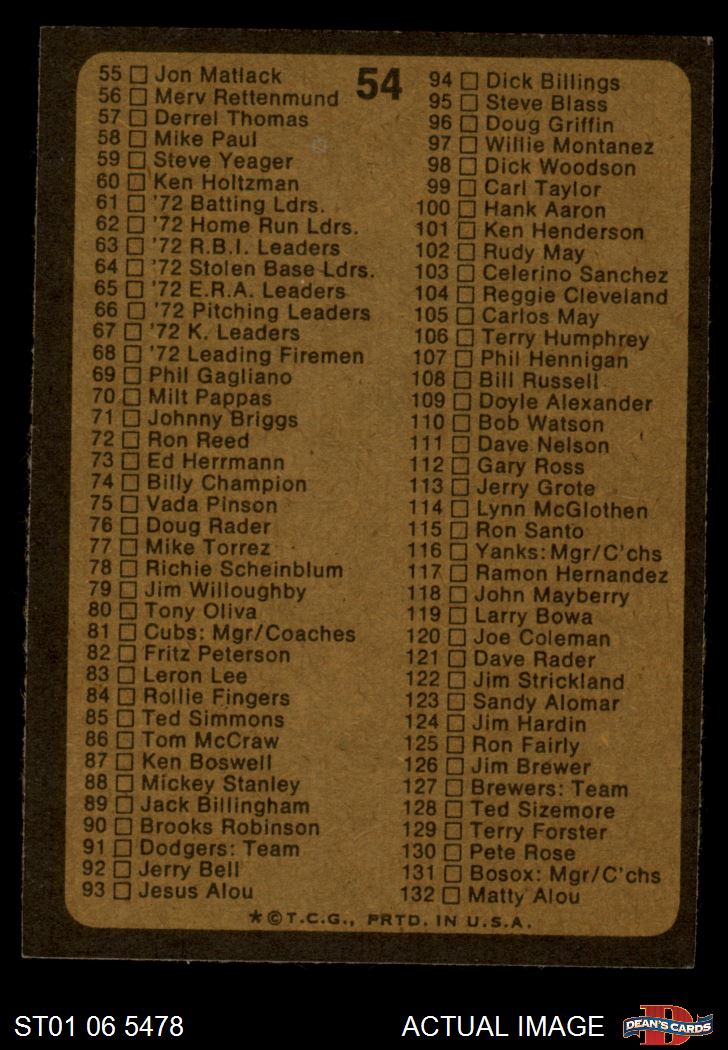 54
55 Jon Matlack
56 Merv Rettenmund
57 Derrel Thomas
58 Mike Paul
59 Steve Yeager
60 Ken Holtzman
61 '72 Batting Ldrs.
62 '72 Home Run Ldrs.
63 '72 R.B.I. Leaders
64 '72 Stolen Base Ldrs.
65 '72 E.R.A. Leaders
66 '72 Pitching Leaders
67 '72 K. Leaders
68 '72 Leading Firemen
69 Phil Gagliano
70 Milt Pappas
71 Johnny Briggs
72 Ron Reed
73 Ed Herrmann
74 Billy Champion
75 Vada Pinson
76 Doug Rader
77 Mike Torrez
78 Richie Scheinblum
79 Jim Willoughby
80 Tony Oliva
81 Cubs: Mgr/Coaches
82 Fritz Peterson
83 Leron Lee
84 Rollie Fingers
85 Ted Simmons
86 Tom McCraw
87 Ken Boswell
88 Mickey Stanley
89 Jack Billingham
90 Brooks Robinson
91 Dodgers: Team
92 Jerry Bell
93 Jesus Alou
94 Dick Billings
95 Steve Blass
96 Doug Griffin
97 Willie Montanez
98 Dick Woodson
99 Carl Taylor
100 Hank Aaron
101 Ken Henderson
102 Rudy May
103 Celerino Sanchez
104 Reggie Cleveland
105 Carlos May
106 Terry Humphrey
107 Phil Hennigan
108 Bill Russell
109 Doyle Alexander
110 Bob Watson
111 Dave Nelson
112 Gary Ross
113 Jerry Grote
114 Lynn McGlothen
115 Ron Santo
116 Yanks: Mgr/C'chs
117 Ramon Hernandez
118 John Mayberry
119 Larry Bowa
120 Joe Coleman
121 Dave Rader
122 Jim Strickland
123 Sandy Alomar
124 Jim Hardin
125 Ron Fairly
126 Jim Brewer
127 Brewers: Team
128 Ted Sizemore
129 Terry Forster
130 Pete Rose
131 Bosox: Mgr/C'chs
132 Matty Alou
*©T.C.G., PRTD. IN U.S.A.
ST01 06 5478
ACTUAL IMAGE
D
DEAN'S CARDS